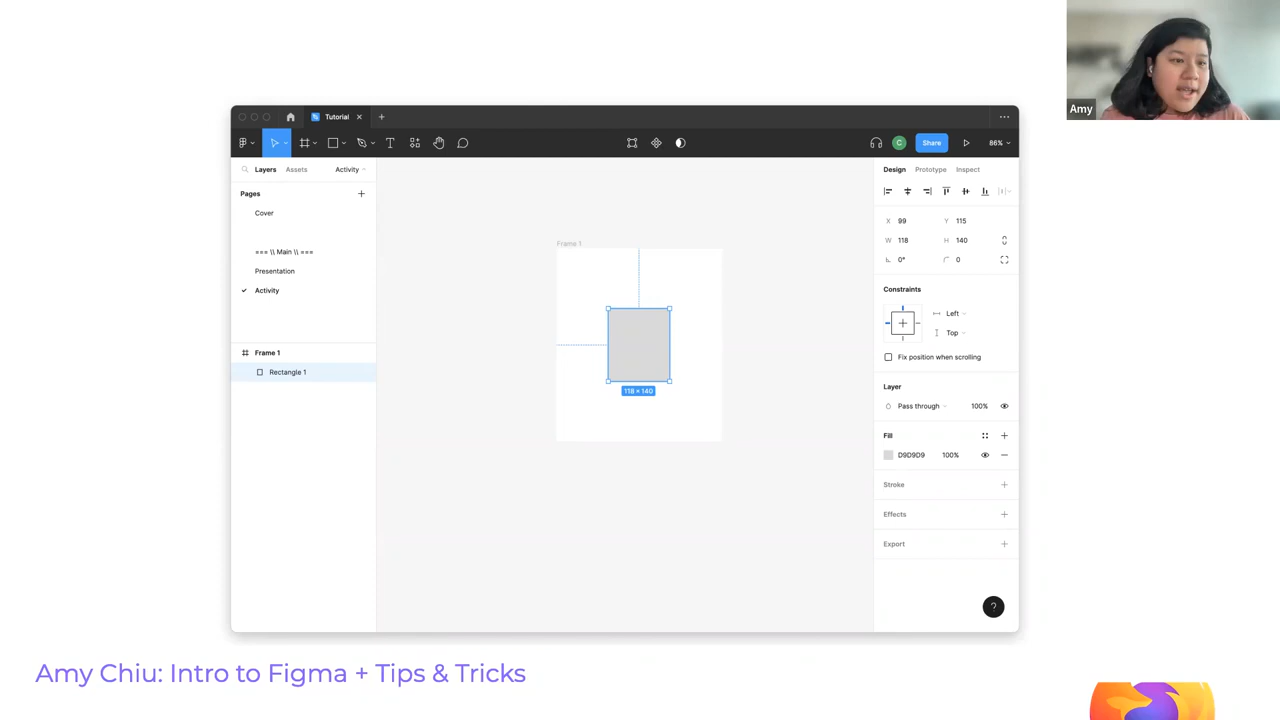 Amy
Tutorial
T
C
Share
86%
Layers
Assets
Activity
Pages
Cover
=== \\ Main \\ ===
Presentation
Activity
Frame 1
Rectangle 1
Frame 1
118 × 140
Design
Prototype
Inspect
X 99
Y 115
W 118
H 140
0°
0
Constraints
Left
Top
Fix position when scrolling
Layer
Pass through
100%
Fill
D9D9D9
100%
Stroke
Effects
Export
?
Amy Chiu: Intro to Figma + Tips & Tricks